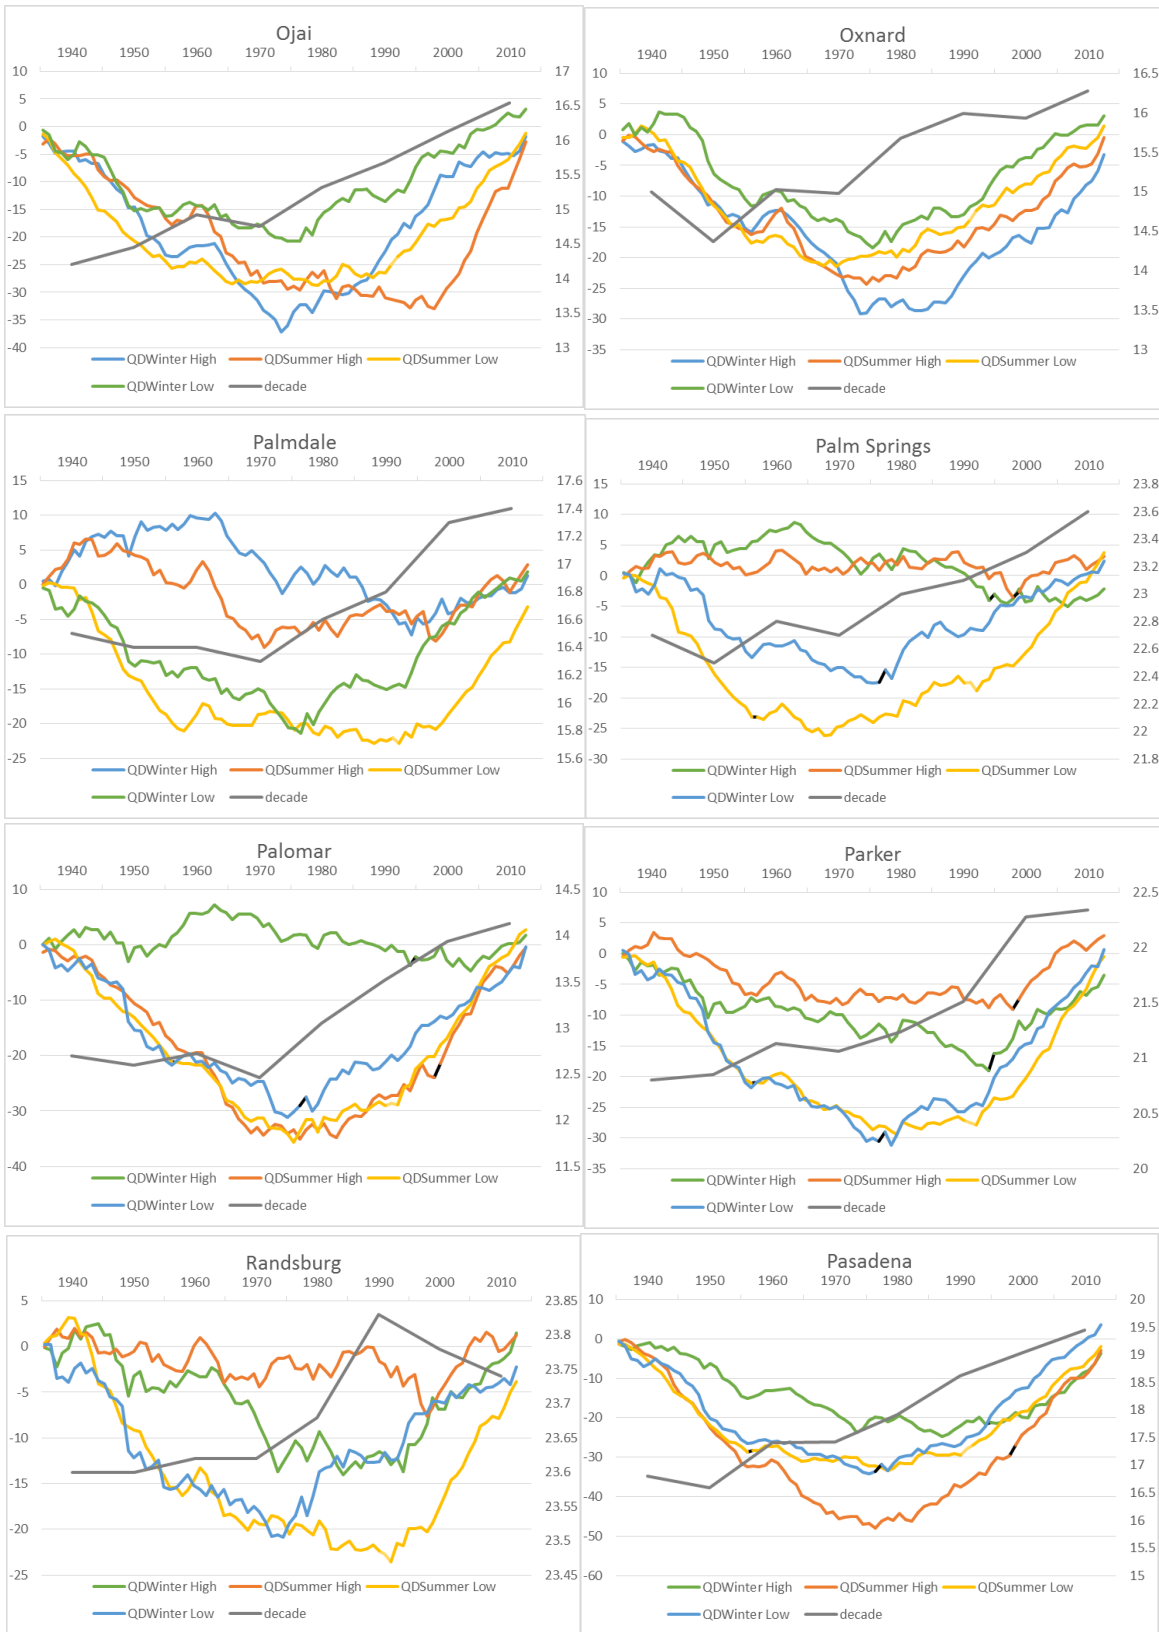 Ojai
1940 1950 1960 1970 1980 1990 2000 2010
10 17
5 16.5
0
-5 16
-10 15.5
-15 15
-20
-25 14.5
-30 14
-35 13.5
-40 13
QDWinter High QDSummer High QDSummer Low
QDWinter Low decade
Oxnard
1940 1950 1960 1970 1980 1990 2000 2010
10 16.5
5 16
0
-5 15.5
-10
-15 15
-20 14.5
-25 14
-30 13.5
-35 13
QDWinter High QDSummer High QDSummer Low
QDWinter Low decade
Palmdale
1940 1950 1960 1970 1980 1990 2000 2010
15 17.6
10 17.4
5 17.2
0 17
-5 16.8
16.6
-10 16.4
-15 16.2
16
-20 15.8
-25 15.6
QDWinter High QDSummer High QDSummer Low
QDWinter Low decade
Palm Springs
1940 1950 1960 1970 1980 1990 2000 2010
15 23.8
10 23.6
5 23.4
0 23.2
-5 23
-10 22.8
-15 22.6
22.4
-20 22.2
-25 22
-30 21.8
QDWinter High QDSummer High QDSummer Low
QDWinter Low decade
Palomar
1940 1950 1960 1970 1980 1990 2000 2010
10 14.5
0 14
13.5
-10 13
-20 12.5
-30 12
-40 11.5
QDWinter High QDSummer High QDSummer Low
QDWinter Low decade
Parker
1940 1950 1960 1970 1980 1990 2000 2010
10 22.5
5
0 22
-5
-10 21.5
-15 21
-20
-25 20.5
-30
-35 20
QDWinter High QDSummer High QDSummer Low
QDWinter Low decade
Randsburg
1940 1950 1960 1970 1980 1990 2000 2010
5 23.85
0 23.8
-5 23.75
23.7
-10 23.65
-15 23.6
23.55
-20 23.5
-25 23.45
QDWinter High QDSummer High QDSummer Low
QDWinter Low decade
Pasadena
1940 1950 1960 1970 1980 1990 2000 2010
10 20
0 19.5
19
-10 18.5
-20 18
17.5
-30 17
-40 16.5
16
-50 15.5
-60 15
QDWinter High QDSummer High QDSummer Low
QDWinter Low decade